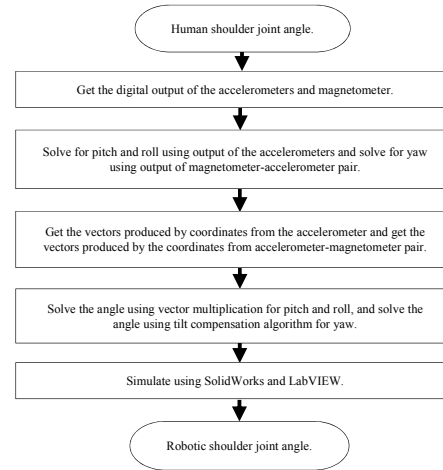 Human shoulder joint angle.
Get the digital output of the accelerometers and magnetometer.
Solve for pitch and roll using output of the accelerometers and solve for yaw
using output of magnetometer-accelerometer pair.
Get the vectors produced by coordinates from the accelerometer and get the
vectors produced by the coordinates from accelerometer-magnetometer pair.
Solve the angle using vector multiplication for pitch and roll, and solve the
angle using tilt compensation algorithm for yaw.
Simulate using SolidWorks and LabVIEW.
Robotic shoulder joint angle.